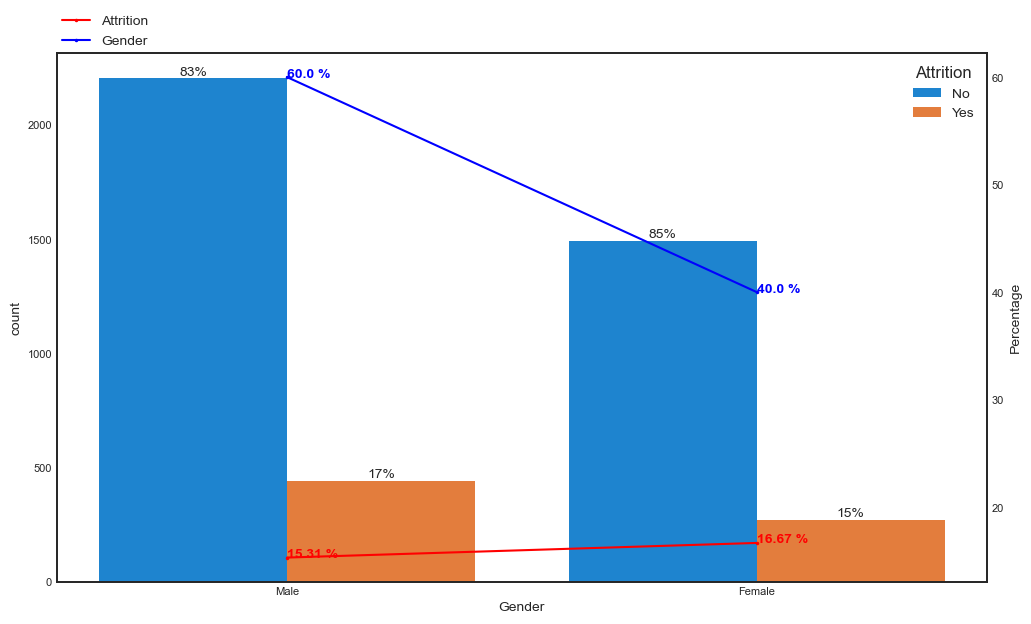 Attrition
Gender
83%
60.0 %
Attrition
No
Yes
85%
40.0 %
17%
15%
15.31 %
16.67 %
2000
1500
1000
500
0
count
60
50
40
30
20
Percentage
Male
Female
Gender